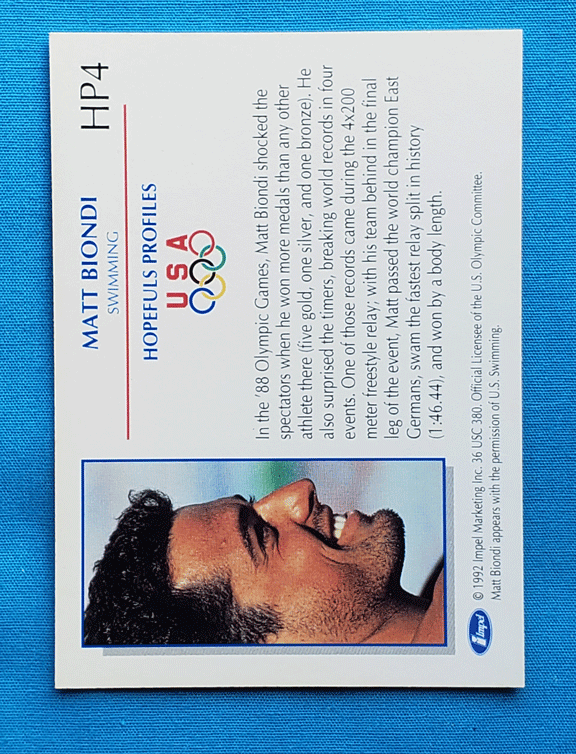 MATT BIONDI
HP4
SWIMMING
HOPEFULS PROFILES
USA
In the '88 Olympic Games, Matt Biondi shocked the
spectators when he won more medals than any other
athlete there (five gold, one silver, and one bronze). He
also surprised the timers, breaking world records in four
events. One of those records came during the 4x200
meter freestyle relay; with his team behind in the final
leg of the event, Matt passed the world champion East
Germans, swam the fastest relay split in history
(1:46.44), and won by a body length.
© 1992 Impel Marketing Inc. 36 USC 380. Official Licensee of the U.S. Olympic Committee.
Matt Biondi appears with the permission of U.S. Swimming.
Impel